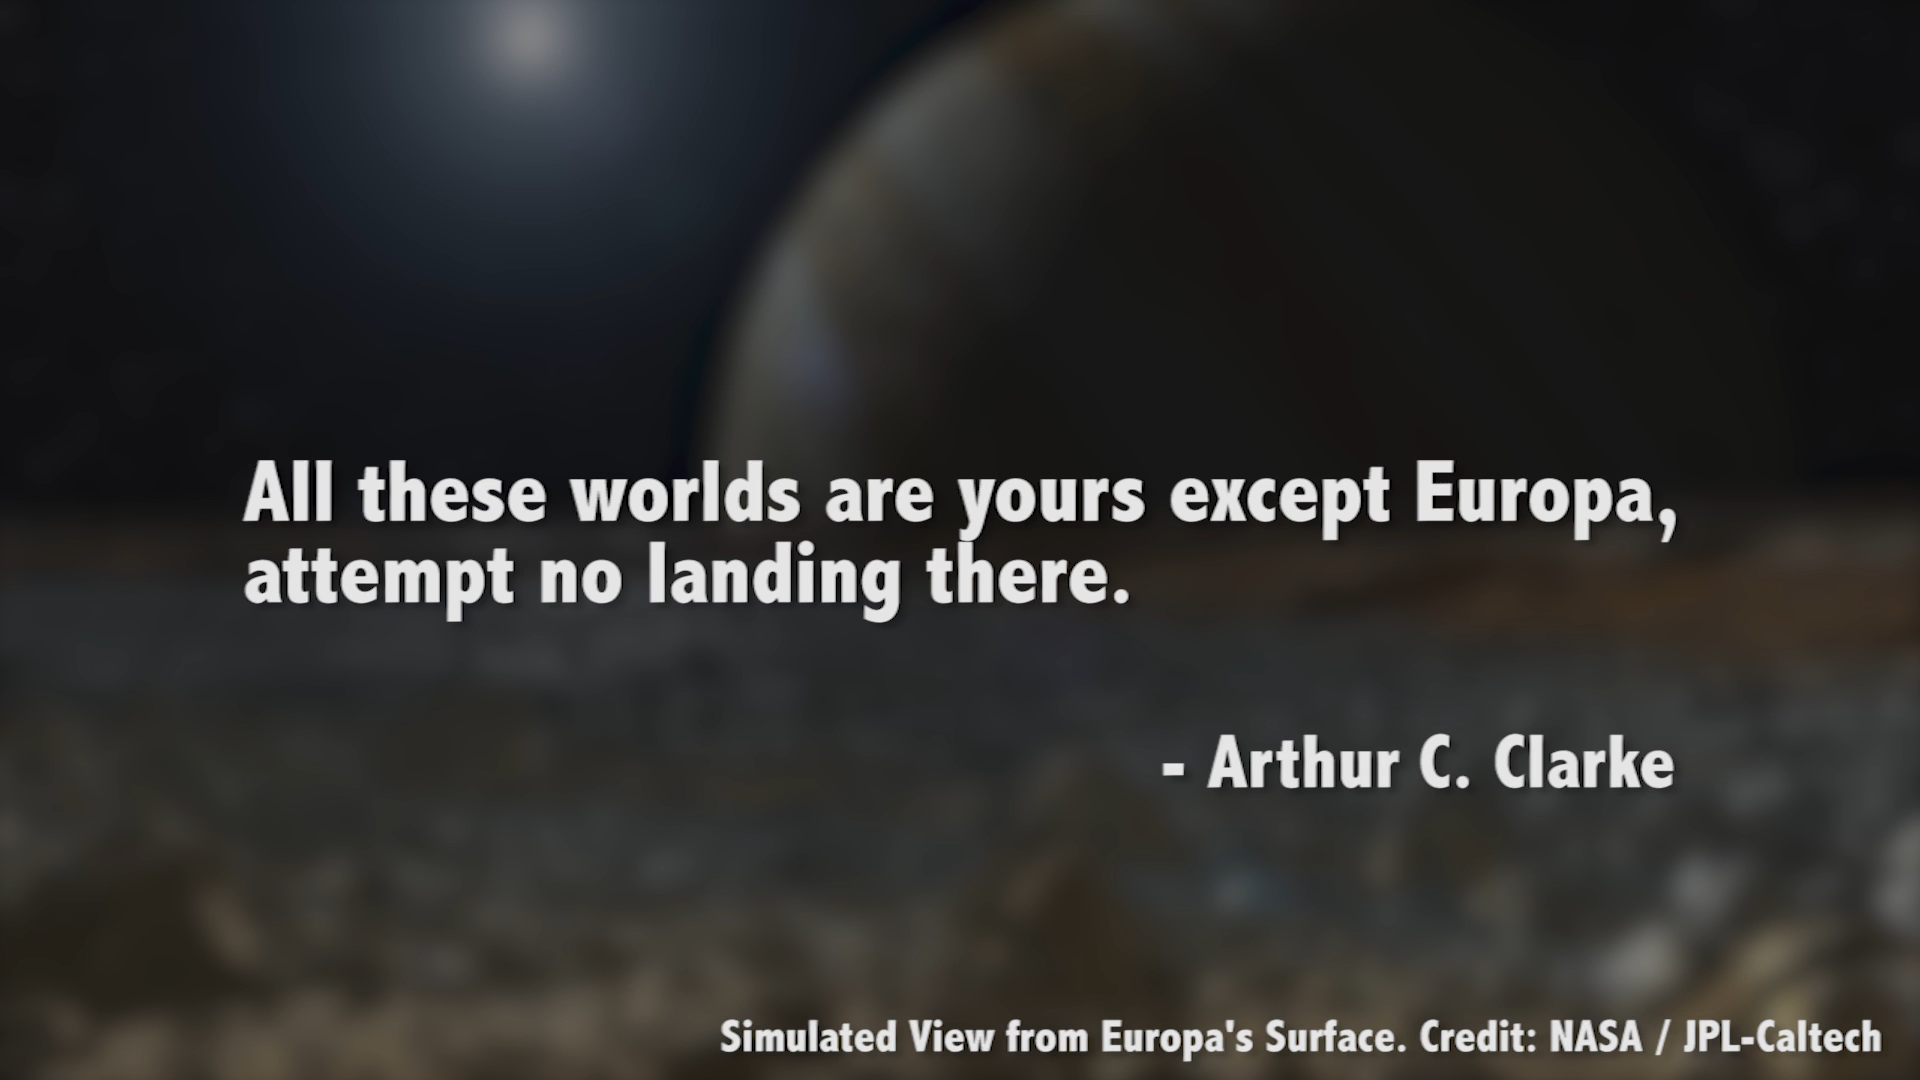 All these worlds are yours except Europa,
attempt no landing there.
- Arthur C. Clarke
Simulated View from Europa's Surface. Credit: NASA / JPL-Caltech